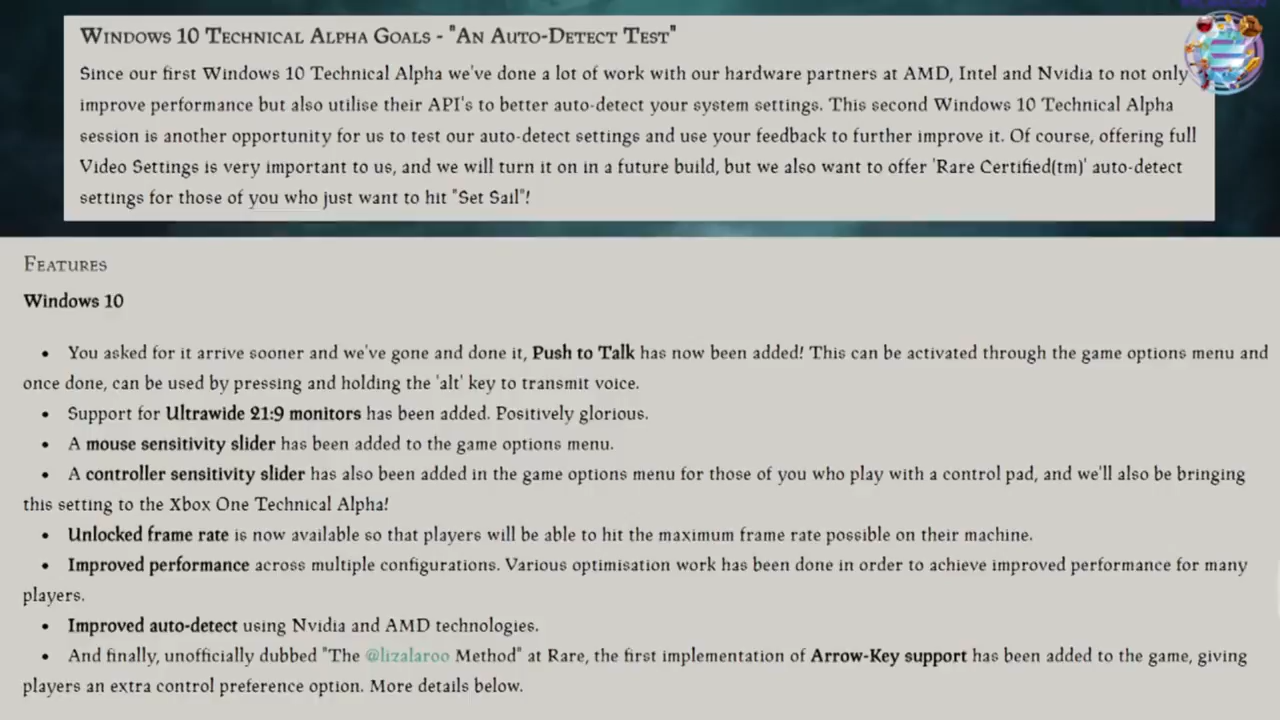 Windows 10 Technical Alpha Goals - "An Auto-Detect Test"
Since our first Windows 10 Technical Alpha we've done a lot of work with our hardware partners at AMD, Intel and Nvidia to not only
improve performance but also utilise their API's to better auto-detect your system settings. This second Windows 10 Technical Alpha
session is another opportunity for us to test our auto-detect settings and use your feedback to further improve it. Of course, offering full
Video Settings is very important to us, and we will turn it on in a future build, but we also want to offer 'Rare Certified(tm)' auto-detect
settings for those of you who just want to hit "Set Sail"!
Features
Windows 10
• You asked for it arrive sooner and we've gone and done it, Push to Talk has now been added! This can be activated through the game options menu and
once done, can be used by pressing and holding the 'alt' key to transmit voice.
• Support for Ultrawide 21:9 monitors has been added. Positively glorious.
• A mouse sensitivity slider has been added to the game options menu.
• A controller sensitivity slider has also been added in the game options menu for those of you who play with a control pad, and we'll also be bringing
this setting to the Xbox One Technical Alpha!
• Unlocked frame rate is now available so that players will be able to hit the maximum frame rate possible on their machine.
• Improved performance across multiple configurations. Various optimisation work has been done in order to achieve improved performance for many
players.
• Improved auto-detect using Nvidia and AMD technologies.
• And finally, unofficially dubbed "The @lizalaroo Method" at Rare, the first implementation of Arrow-Key support has been added to the game, giving
players an extra control preference option. More details below.